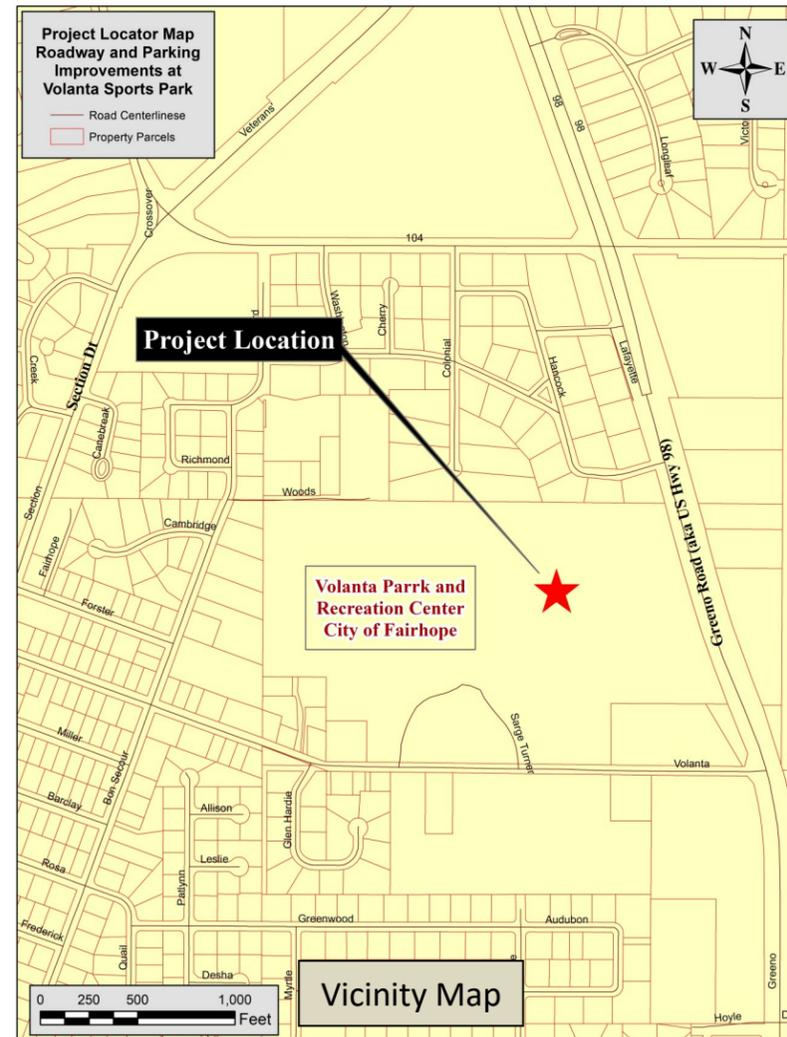 Project Locator Map
Roadway and Parking
Improvements at
Volanta Sports Park
Road Centerlinese
Property Parcels
N
W E
S
Veterans'
98
98
Longleaf
Crossover
104
Washington
Cherry
Project Location
Colonial
Lafayette
Hancock
Creek
Section Dt
Canebreak
Richmond
Greeno Road (aka US Hwy 98)
Section
Woods
Cambridge
Fairhope
Volanta Parrk and
Recreation Center
City of Fairhope
Forster
Miller
Sarge Turner
Volanta
Bon Secour
Barclay
Allison
Glen Hardie
Leslie
Rosa
Patlynn
Frederick
Greenwood
Audubon
Quail
Desha
Myrtle
Greeno
0 250 500 1,000
Feet
Vicinity Map
Hoyle